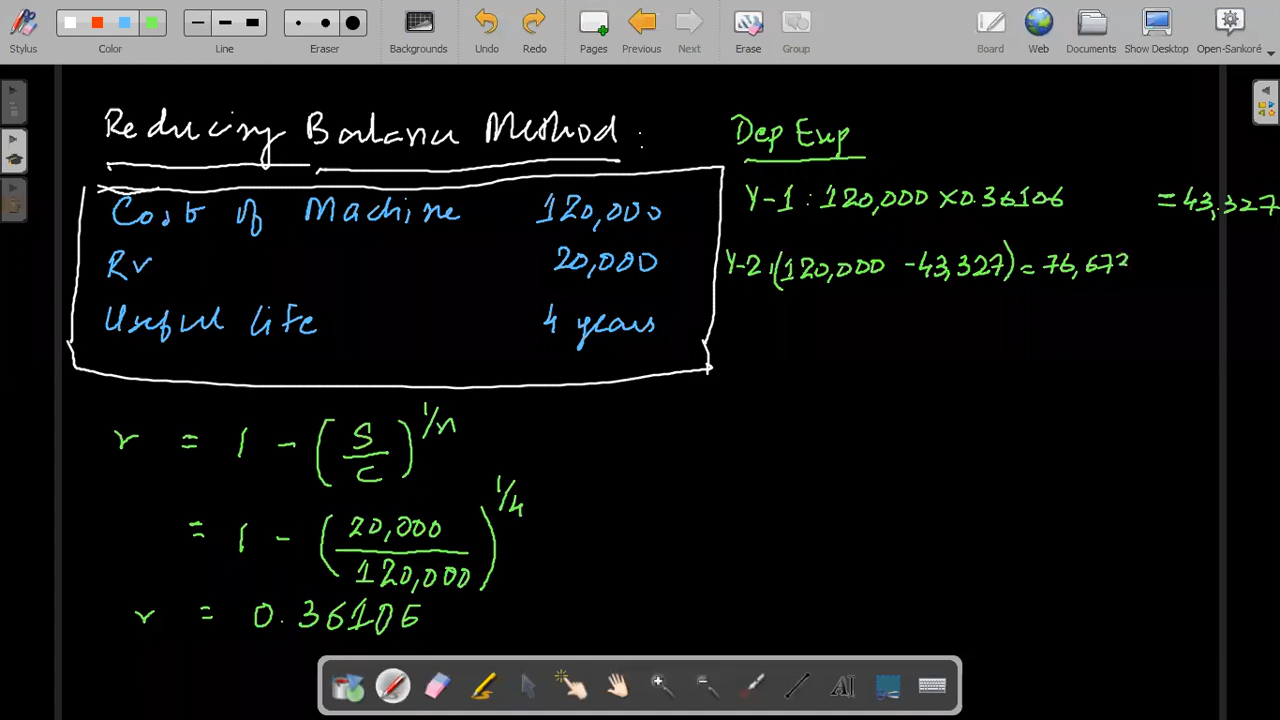 Stylus Color Line Eraser Backgrounds Undo Redo Pages Previous Next Erase Group Board Web Documents Show Desktop Open-Sankoré
Reducing Balance Method :
Cost of Machine 120,000
Rv 20,000
Useful life 4 years
r = 1 - (S/C)^1/n
= 1 - (20,000/120,000)^1/4
r = 0.36106
Dep Exp
Y-1 : 120,000 × 0.36106 = 43,327
Y-2 : (120,000 - 43,327) = 76,672